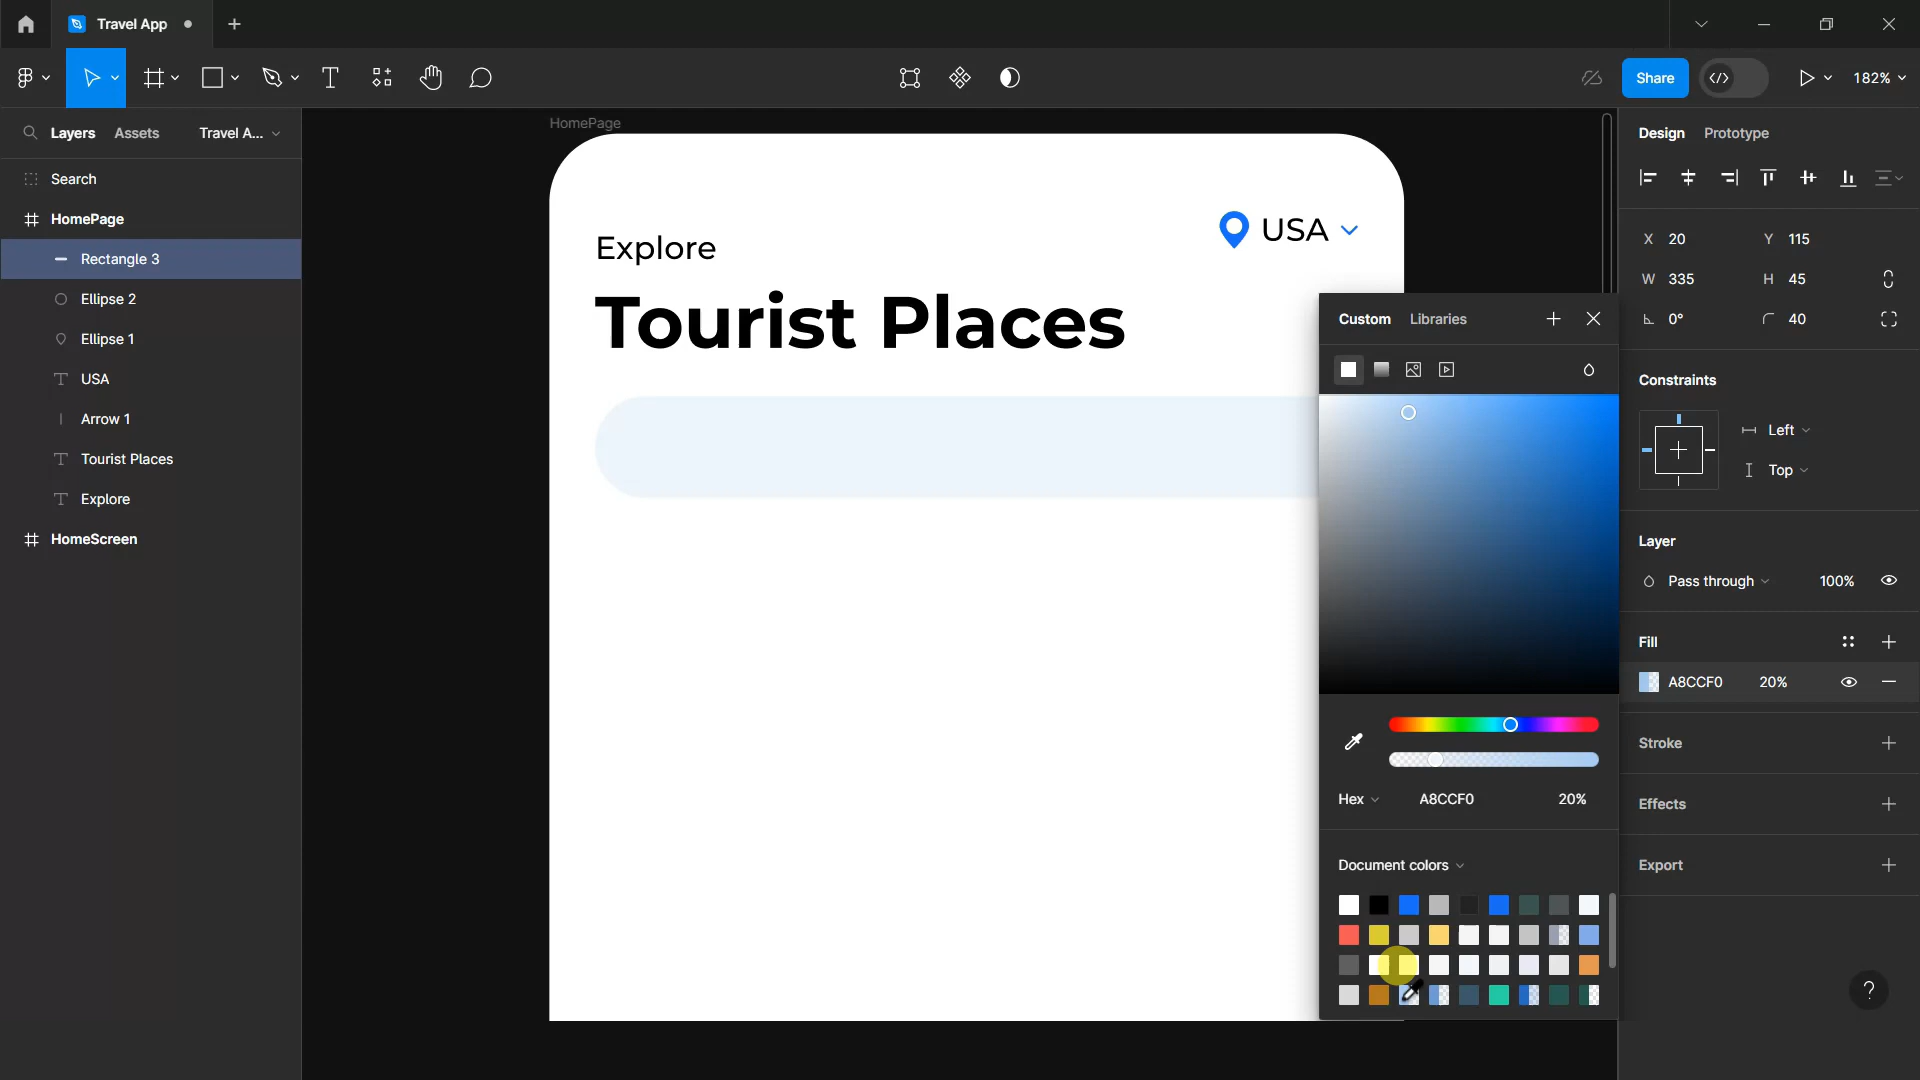 Travel App
Share
182%
Layers
Assets
Travel A...
Search
HomePage
Rectangle 3
Ellipse 2
Ellipse 1
USA
Arrow 1
Tourist Places
Explore
HomeScreen
HomePage
Explore
USA
Tourist Places
Custom
Libraries
Hex
A8CCF0
20%
Document colors
Design
Prototype
X 20
Y 115
W 335
H 45
0°
40
Constraints
Left
Top
Layer
Pass through
100%
Fill
A8CCF0
20%
Stroke
Effects
Export
?